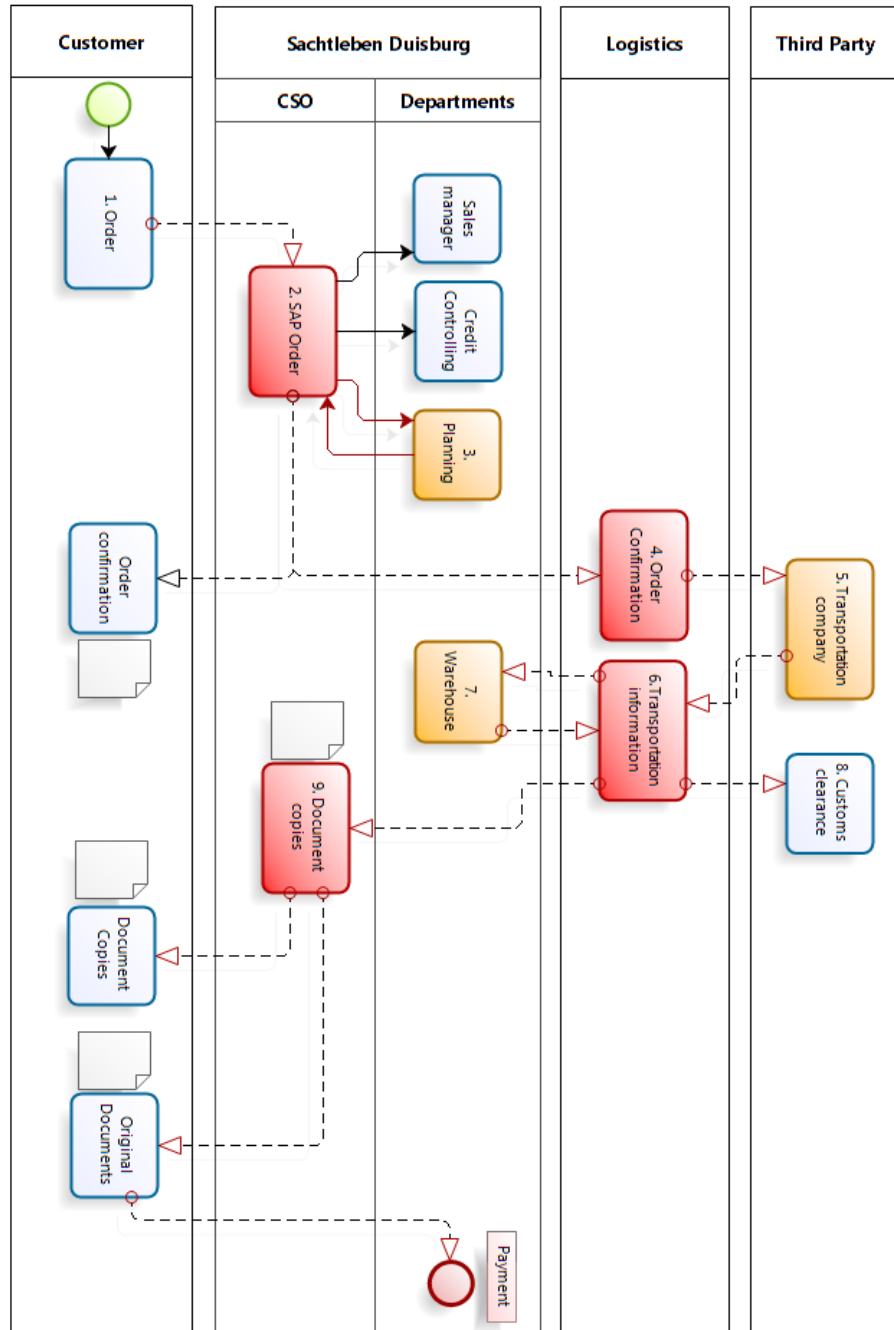 Customer
Sachtleben Duisburg
Logistics
Third Party
CSO
Departments
1. Order
Sales
manager
2. SAP Order
Credit
Controlling
3.
Planning
Order
confirmation
4. Order
Confirmation
5.Transportation
company
6.Transportation
information
7.
Warehouse
8. Customs
clearance
9. Document
copies
Document
Copies
Original
Documents
Payment